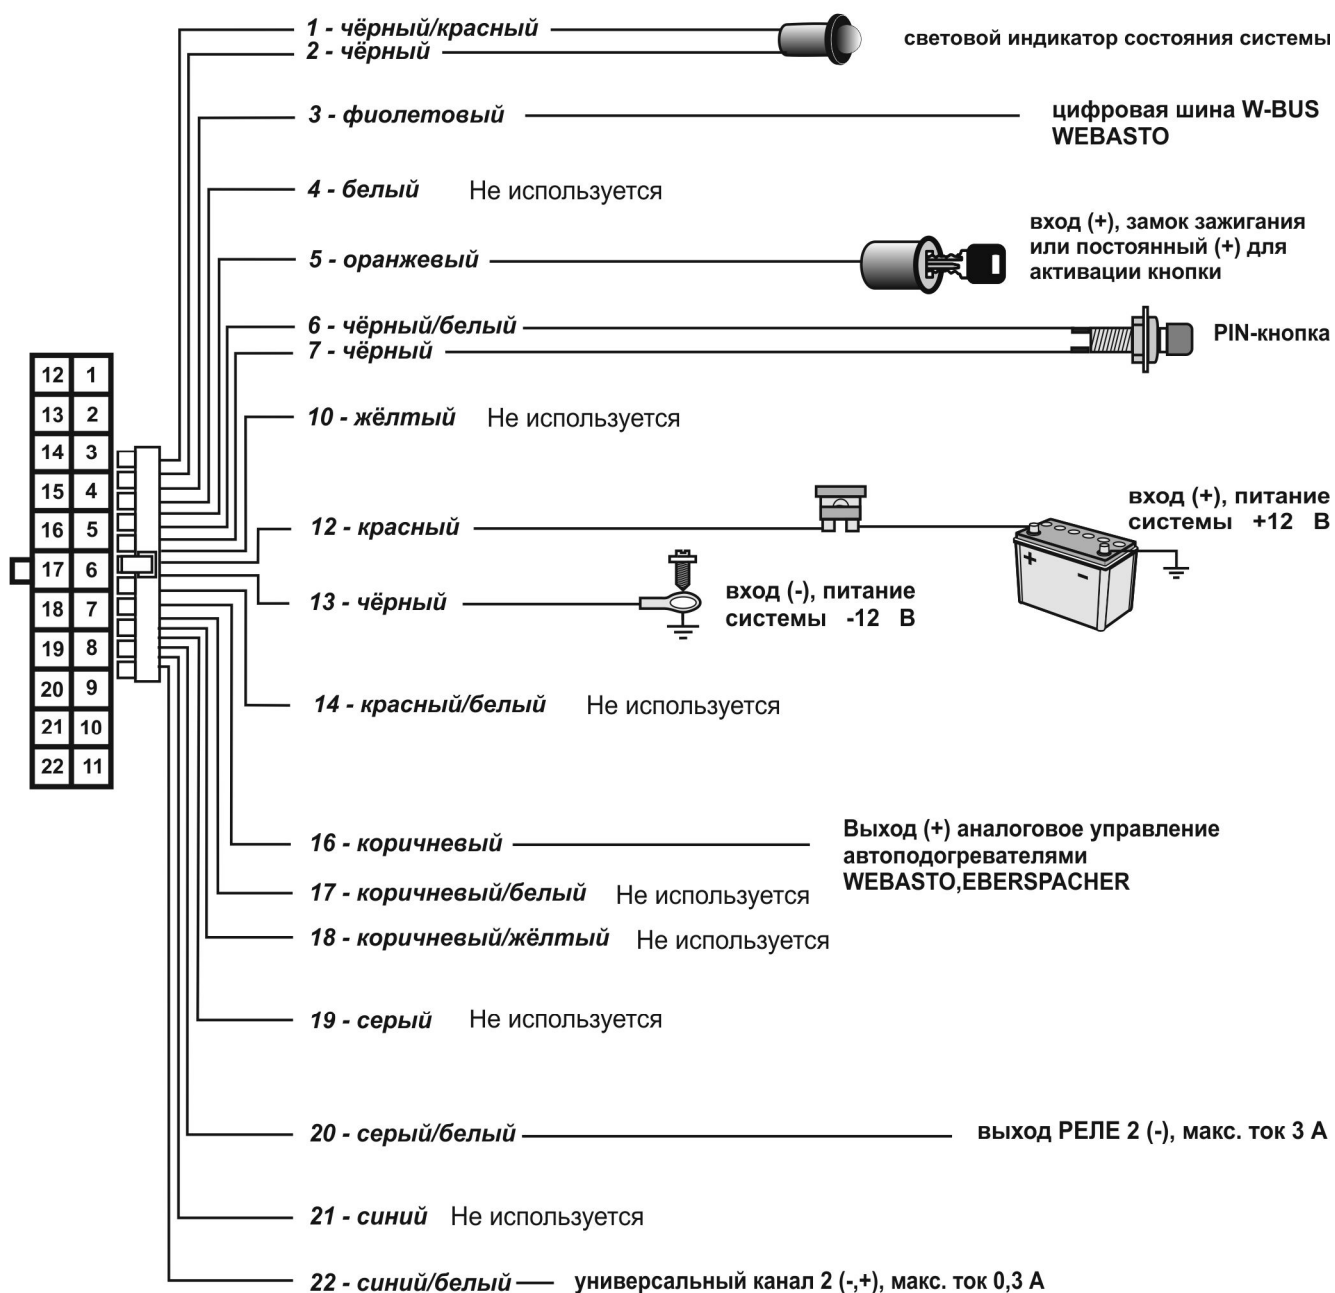 1 - чёрный/красный
2 - чёрный
световой индикатор состояния системы
3 - фиолетовый
цифровая шина W-BUS
WEBASTO
4 - белый Не используется
вход (+), замок зажигания
или постоянный (+) для
активации кнопки
5 - оранжевый
6 - чёрный/белый
7 - чёрный
PIN-кнопка
10 - жёлтый Не используется
12 - красный
вход (+), питание
системы +12 В
+ -
13 - чёрный
вход (-), питание
системы -12 В
14 - красный/белый Не используется
16 - коричневый
Выход (+) аналоговое управление
автоподогревателями
WEBASTO,EBERSPACHER
17 - коричневый/белый Не используется
18 - коричневый/жёлтый Не используется
19 - серый Не используется
20 - серый/белый
выход РЕЛЕ 2 (-), макс. ток 3 А
21 - синий Не используется
22 - синий/белый
универсальный канал 2 (-,+), макс. ток 0,3 А
12 1
13 2
14 3
15 4
16 5
17 6
18 7
19 8
20 9
21 10
22 11